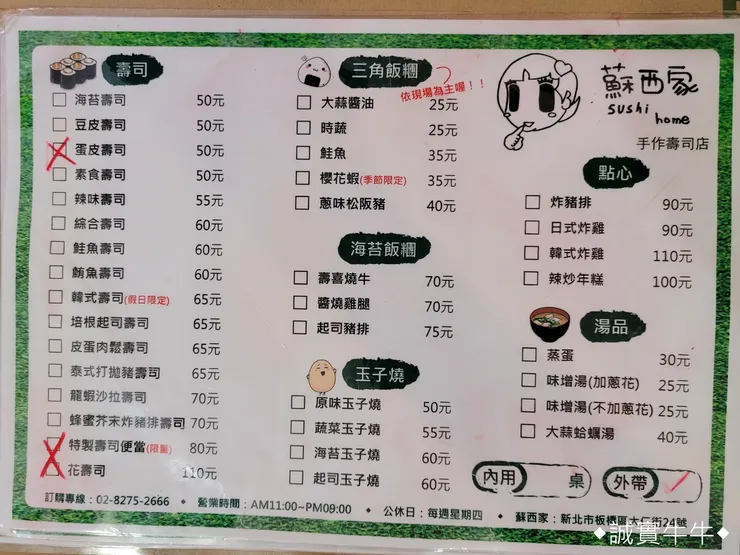 壽司
海苔壽司 50元
豆皮壽司 50元
蛋皮壽司 50元
素食壽司 50元
辣味壽司 55元
綜合壽司 60元
鮭魚壽司 60元
鮪魚壽司 60元
韓式壽司(假日限定) 65元
培根起司壽司 65元
皮蛋肉鬆壽司 65元
泰式打拋豬壽司 65元
龍蝦沙拉壽司 70元
蜂蜜芥末炸豬排壽司 70元
特製壽司便當(限量) 80元
花壽司 110元
三角飯糰
依現場為主喔!!
大蒜醬油 25元
時蔬 25元
鮭魚 35元
櫻花蝦(季節限定) 35元
蔥味松阪豬 40元
海苔飯糰
壽喜燒牛 70元
醬燒雞腿 70元
起司豬排 75元
玉子燒
原味玉子燒 50元
蔬菜玉子燒 55元
海苔玉子燒 60元
起司玉子燒 60元
蘇西家
sushi
home
手作壽司店
點心
炸豬排 90元
日式炸雞 90元
韓式炸雞 110元
辣炒年糕 100元
湯品
蒸蛋 30元
味增湯(加蔥花) 25元
味增湯(不加蔥花) 25元
大蒜蛤蠣湯 40元
內用 桌
外帶
訂購專線：02-8275-2666 ◆ 營業時間：AM11:00~PM09:00 ◆ 公休日：每週星期四 ◆ 蘇西家：新北市板橋區大仁街24號
◆誠實牛牛◆